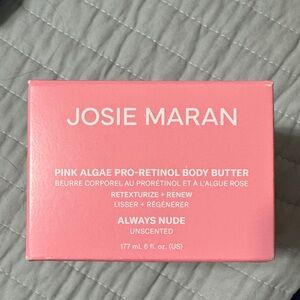 JOSIE MARAN
PINK ALGAE PRO-RETINOL BODY BUTTER
BEURRE CORPOREL AU PRORÉTINOL ET À L'ALGUE ROSE
RETEXTURIZE + RENEW
LISSER + RÉGÉNÉRER
ALWAYS NUDE
UNSCENTED
177 ml. 6 fl. oz. (US)